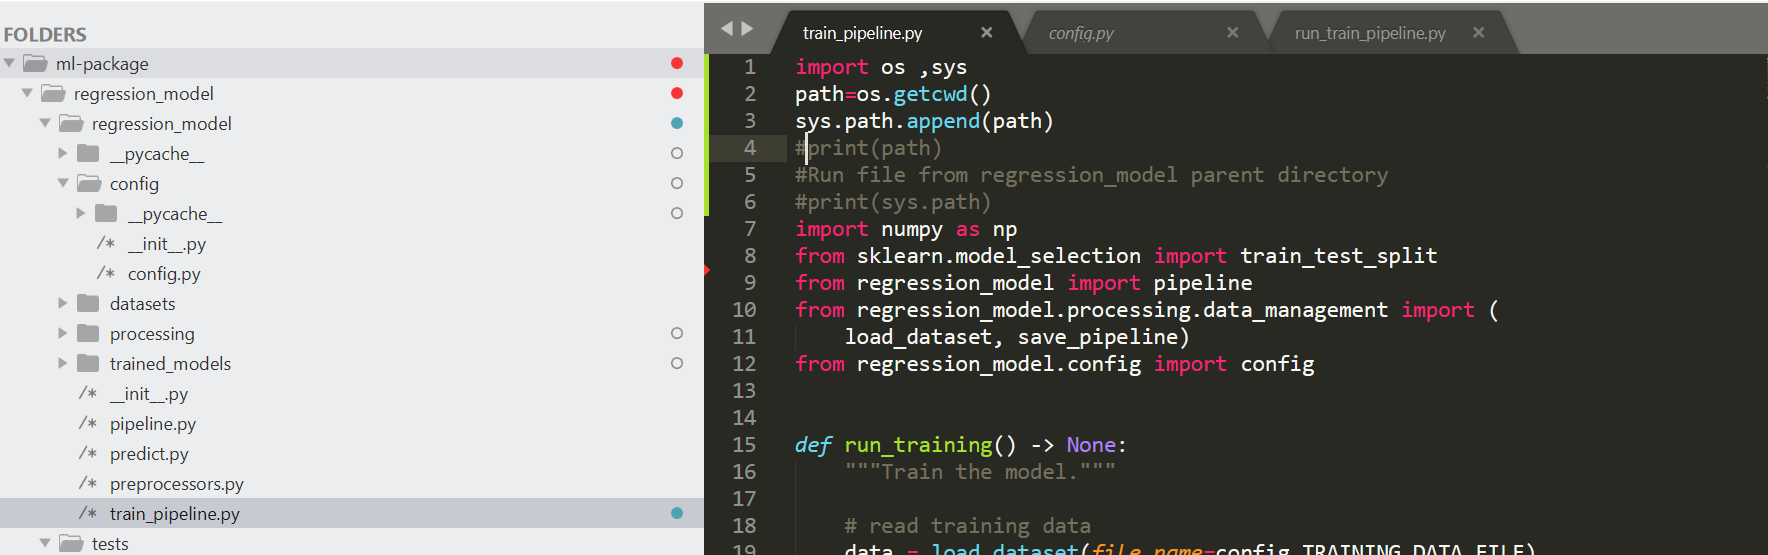 FOLDERS
ml-package
regression_model
regression_model
__pycache__
config
__pycache__
/* __init__.py
/* config.py
datasets
processing
trained_models
/* __init__.py
/* pipeline.py
/* predict.py
/* preprocessors.py
/* train_pipeline.py
tests
train_pipeline.py × config.py × run_train_pipeline.py ×
1 import os ,sys
2 path=os.getcwd()
3 sys.path.append(path)
4 #print(path)
5 #Run file from regression_model parent directory
6 #print(sys.path)
7 import numpy as np
8 from sklearn.model_selection import train_test_split
9 from regression_model import pipeline
10 from regression_model.processing.data_management import (
11 load_dataset, save_pipeline)
12 from regression_model.config import config
13
14
15 def run_training() -> None:
16 """Train the model."""
17
18 # read training data
19 data = load_dataset(file_name=config.TRAINING_DATA_FILE)